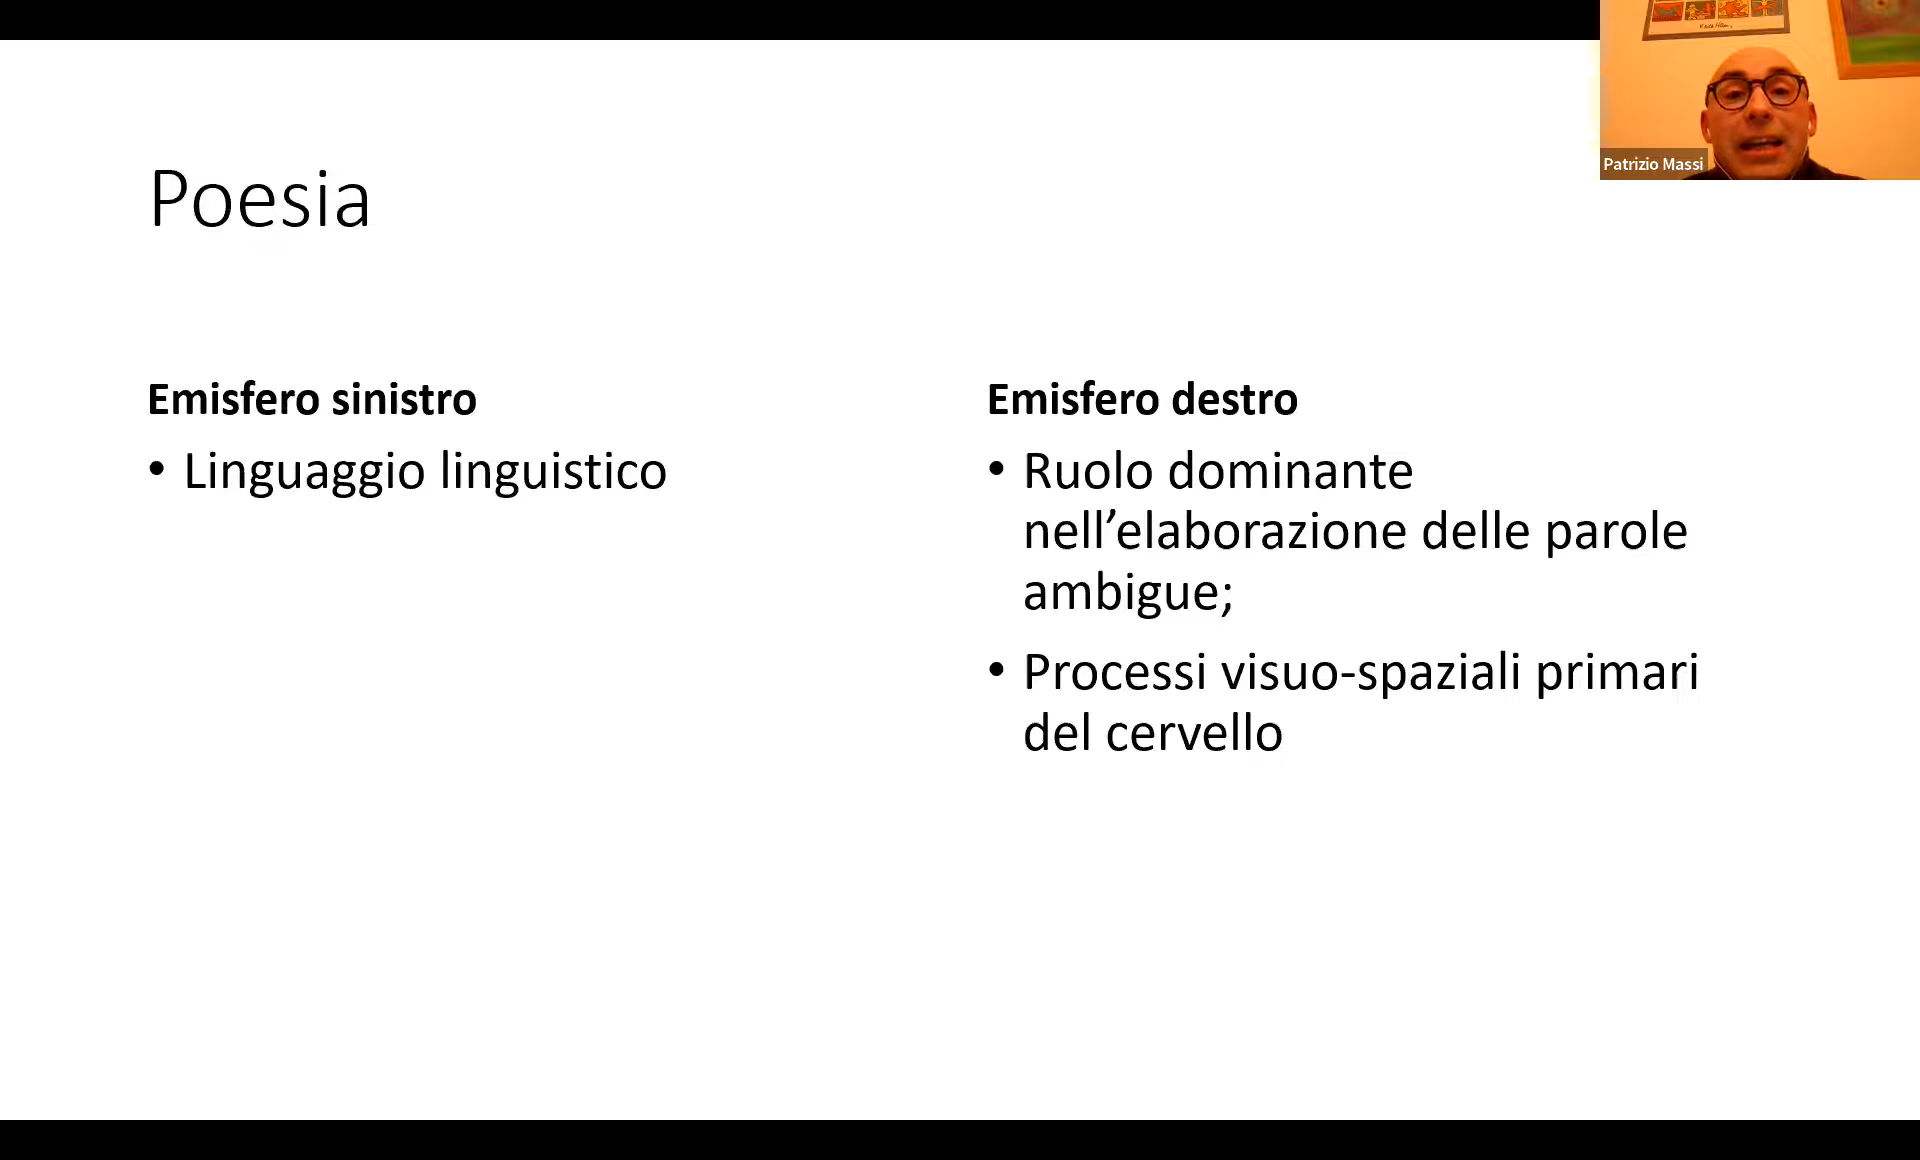 Patrizio Massi
Poesia
Emisfero sinistro
• Linguaggio linguistico
Emisfero destro
• Ruolo dominante
nell’elaborazione delle parole
ambigue;
• Processi visuo-spaziali primari
del cervello